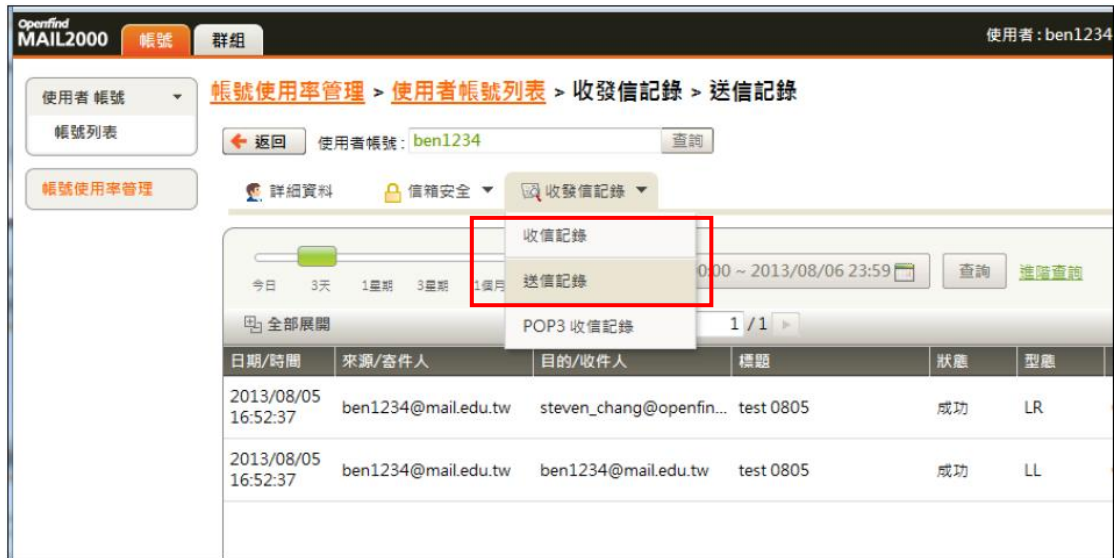 Openfind
MAIL2000 帳號 群組 使用者:ben1234
使用者 帳號
帳號列表
帳號使用率管理
帳號使用率管理 > 使用者帳號列表 > 收發信記錄 > 送信記錄
返回 使用者帳號: ben1234 查詢
詳細資料 信箱安全 收發信記錄
收信記錄
送信記錄
POP3 收信記錄
今日 3天 1星期 3星期 1個月
:00 ~ 2013/08/06 23:59 查詢 進階查詢
全部展開 1 / 1
日期/時間 來源/寄件人 目的/收件人 標題 狀態 型態
2013/08/05
16:52:37 ben1234@mail.edu.tw steven_chang@openfin... test 0805 成功 LR
2013/08/05
16:52:37 ben1234@mail.edu.tw ben1234@mail.edu.tw test 0805 成功 LL